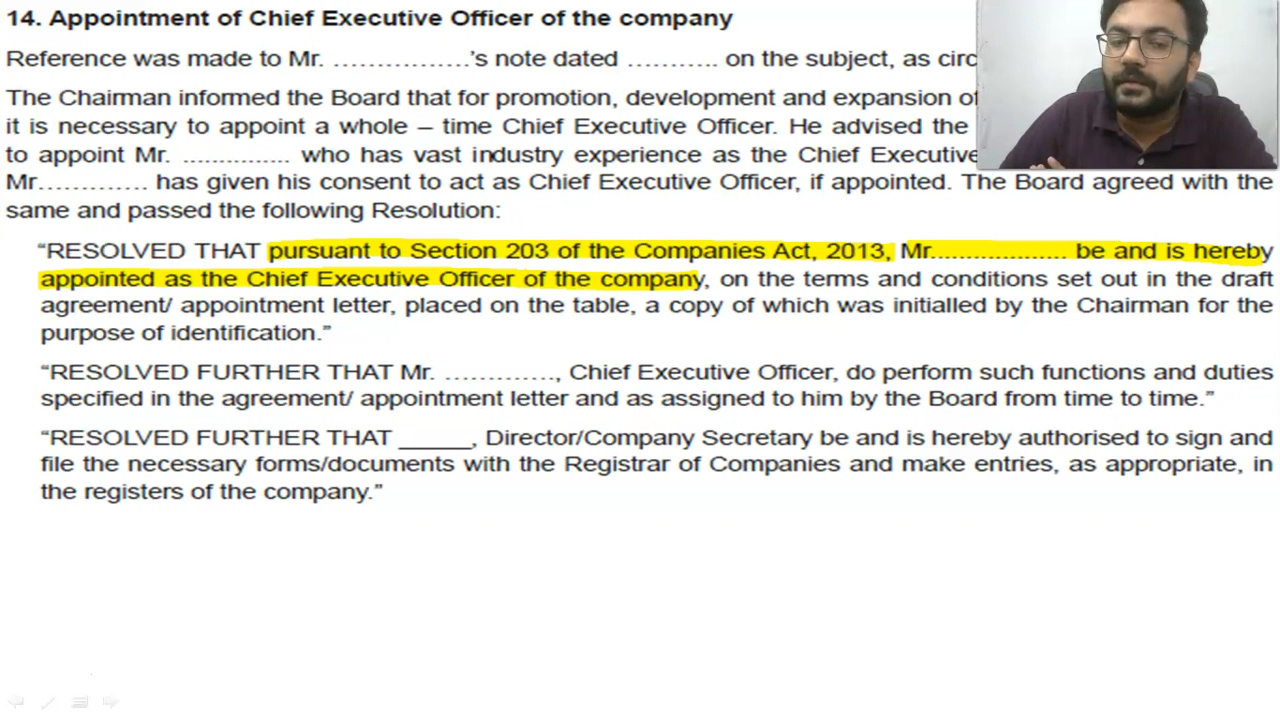 14. Appointment of Chief Executive Officer of the company
Reference was made to Mr. ................'s note dated ........... on the subject, as circ
The Chairman informed the Board that for promotion, development and expansion of
it is necessary to appoint a whole – time Chief Executive Officer. He advised the
to appoint Mr. ............... who has vast industry experience as the Chief Executive
Mr............. has given his consent to act as Chief Executive Officer, if appointed. The Board agreed with the
same and passed the following Resolution:
“RESOLVED THAT pursuant to Section 203 of the Companies Act, 2013, Mr................... be and is hereby
appointed as the Chief Executive Officer of the company, on the terms and conditions set out in the draft
agreement/ appointment letter, placed on the table, a copy of which was initialled by the Chairman for the
purpose of identification.”
“RESOLVED FURTHER THAT Mr. ............., Chief Executive Officer, do perform such functions and duties
specified in the agreement/ appointment letter and as assigned to him by the Board from time to time.”
“RESOLVED FURTHER THAT ______, Director/Company Secretary be and is hereby authorised to sign and
file the necessary forms/documents with the Registrar of Companies and make entries, as appropriate, in
the registers of the company.”